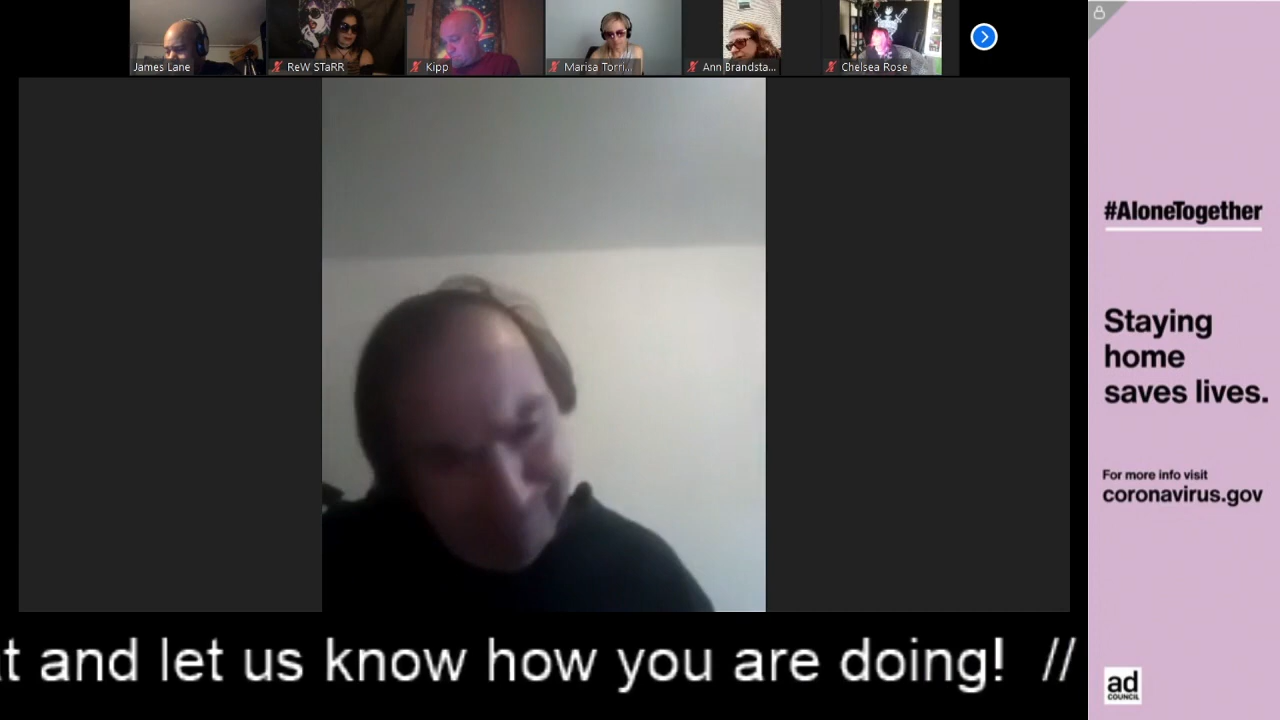 James Lane
ReW STaRR
Kipp
Marisa Torri...
Ann Brandsta...
Chelsea Rose
#AloneTogether
Staying
home
saves lives.
For more info visit
coronavirus.gov
ad
COUNCIL
and let us know how you are doing! //